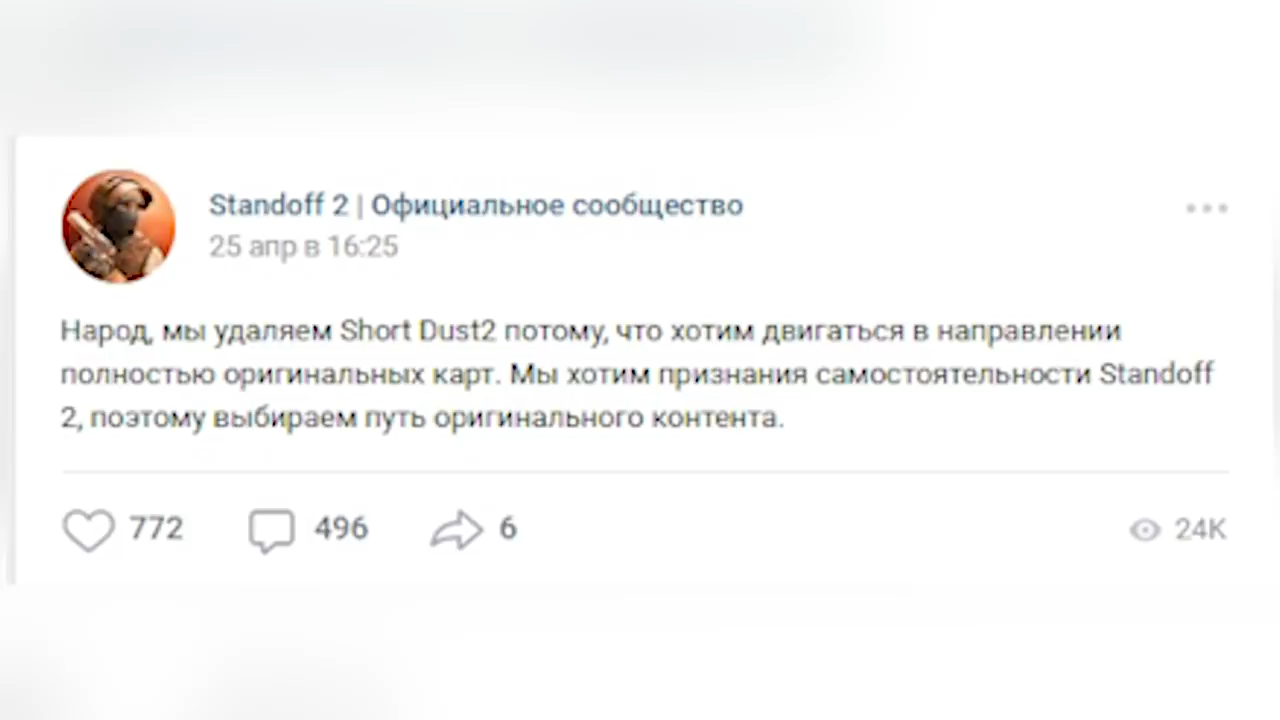 Standoff 2 | Официальное сообщество
25 апр в 16:25
Народ, мы удаляем Short Dust2 потому, что хотим двигаться в направлении
полностью оригинальных карт. Мы хотим признания самостоятельности Standoff
2, поэтому выбираем путь оригинального контента.
772 496 6 24K